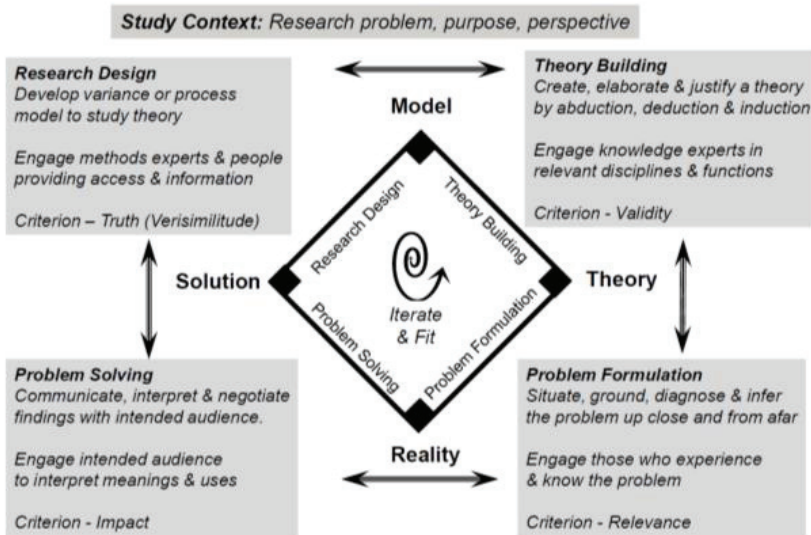 Study Context: Research problem, purpose, perspective
Research Design
Develop variance or process
model to study theory
Engage methods experts & people
providing access & information
Criterion – Truth (Verisimilitude)
Theory Building
Create, elaborate & justify a theory
by abduction, deduction & induction
Engage knowledge experts in
relevant disciplines & functions
Criterion - Validity
Model
Research Design
Theory Building
Solution
Iterate
& Fit
Theory
Problem Solving
Problem Formulation
Reality
Problem Solving
Communicate, interpret & negotiate
findings with intended audience.
Engage intended audience
to interpret meanings & uses
Criterion - Impact
Problem Formulation
Situate, ground, diagnose & infer
the problem up close and from afar
Engage those who experience
& know the problem
Criterion - Relevance